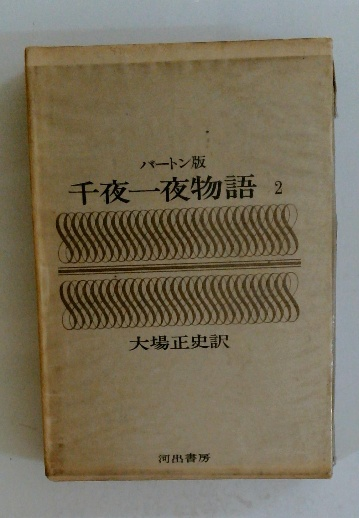 バートン版
千夜一夜物語 2
大場正史訳
河出書房